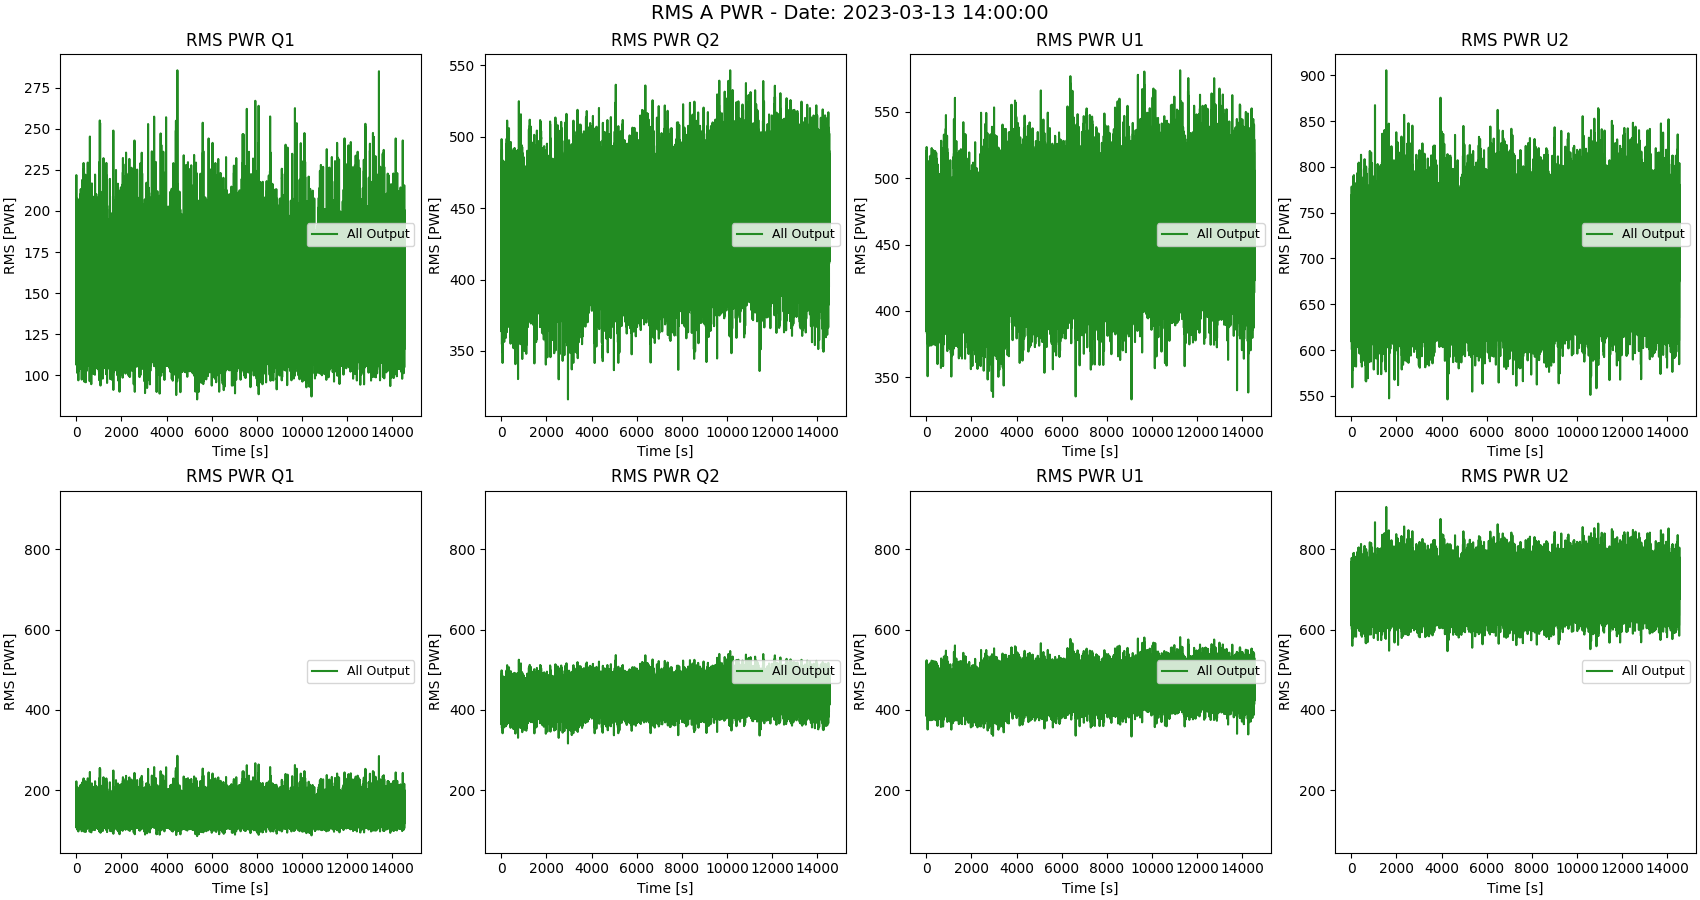 RMS A PWR - Date: 2023-03-13 14:00:00
RMS PWR Q1
RMS [PWR]
275
250
225
200
175
150
125
100
All Output
0 2000 4000 6000 8000 10000 12000 14000
Time [s]
RMS PWR Q2
RMS [PWR]
550
500
450
400
350
All Output
0 2000 4000 6000 8000 10000 12000 14000
Time [s]
RMS PWR U1
RMS [PWR]
550
500
450
400
350
All Output
0 2000 4000 6000 8000 10000 12000 14000
Time [s]
RMS PWR U2
RMS [PWR]
900
850
800
750
700
650
600
550
All Output
0 2000 4000 6000 8000 10000 12000 14000
Time [s]
RMS PWR Q1
RMS [PWR]
800
600
400
200
All Output
0 2000 4000 6000 8000 10000 12000 14000
Time [s]
RMS PWR Q2
RMS [PWR]
800
600
400
200
All Output
0 2000 4000 6000 8000 10000 12000 14000
Time [s]
RMS PWR U1
RMS [PWR]
800
600
400
200
All Output
0 2000 4000 6000 8000 10000 12000 14000
Time [s]
RMS PWR U2
RMS [PWR]
800
600
400
200
All Output
0 2000 4000 6000 8000 10000 12000 14000
Time [s]